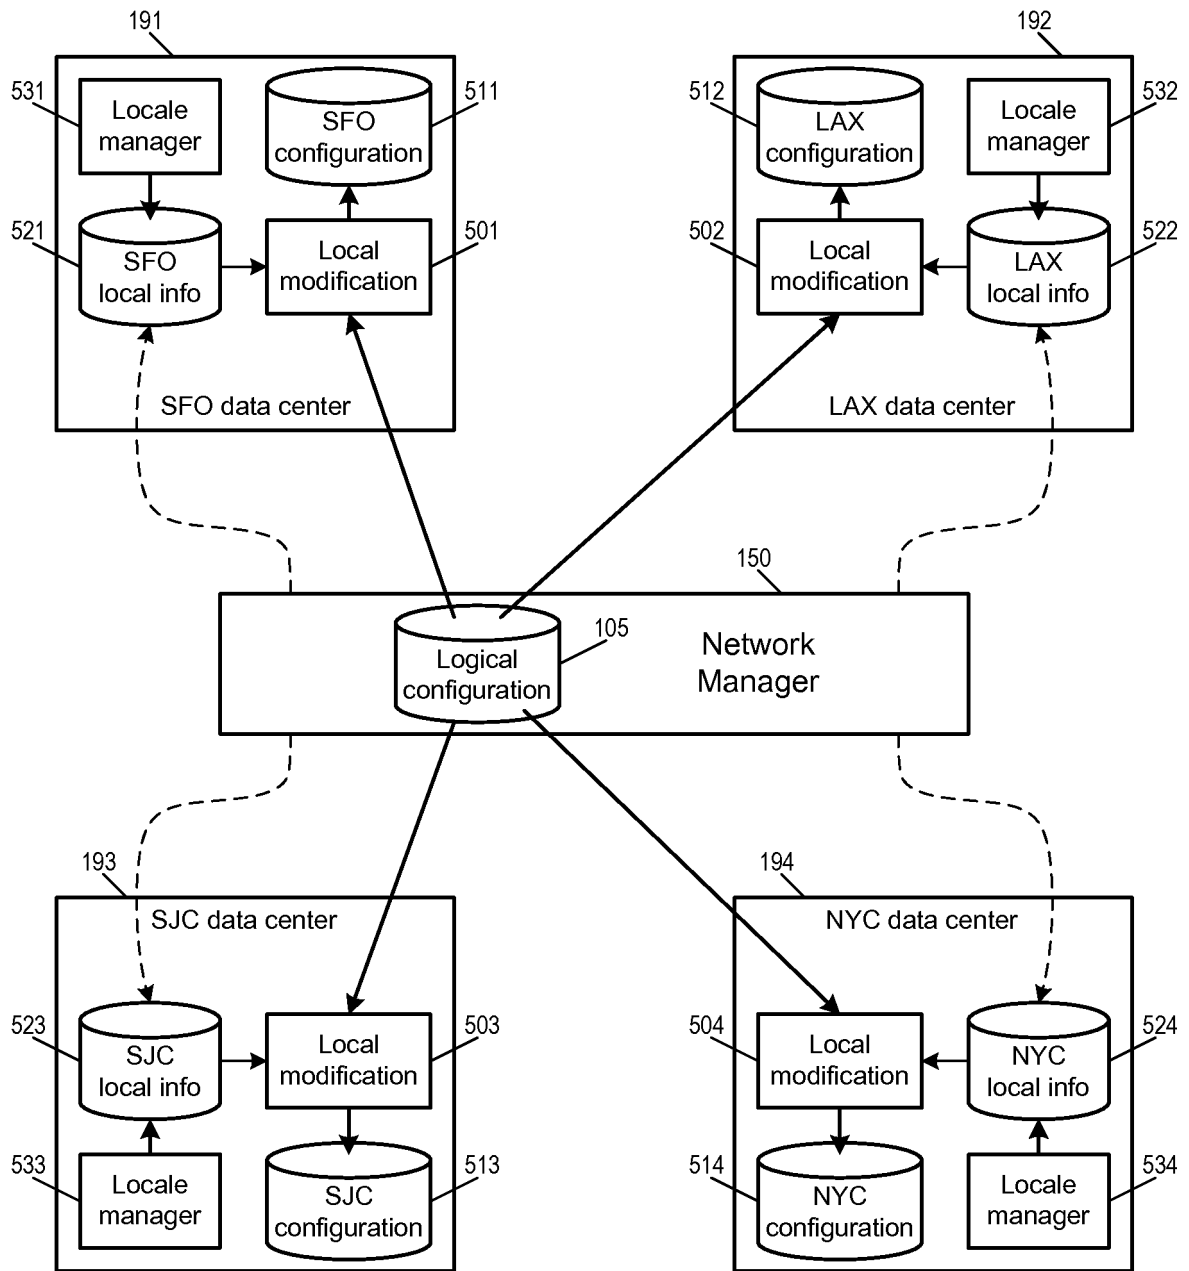 191
192
531
Locale
manager
511
SFO
configuration
512
LAX
configuration
532
Locale
manager
521
SFO
local info
501
Local
modification
502
Local
modification
522
LAX
local info
SFO data center
LAX data center
150
105
Logical
configuration
Network
Manager
193
SJC data center
194
NYC data center
523
SJC
local info
503
Local
modification
504
Local
modification
524
NYC
local info
533
Locale
manager
513
SJC
configuration
514
NYC
configuration
534
Locale
manager